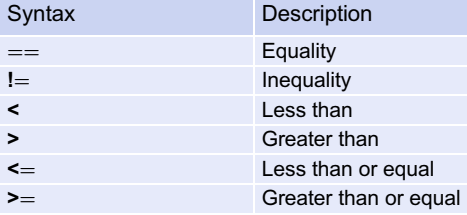 Syntax Description
== Equality
!= Inequality
< Less than
> Greater than
<= Less than or equal
>= Greater than or equal